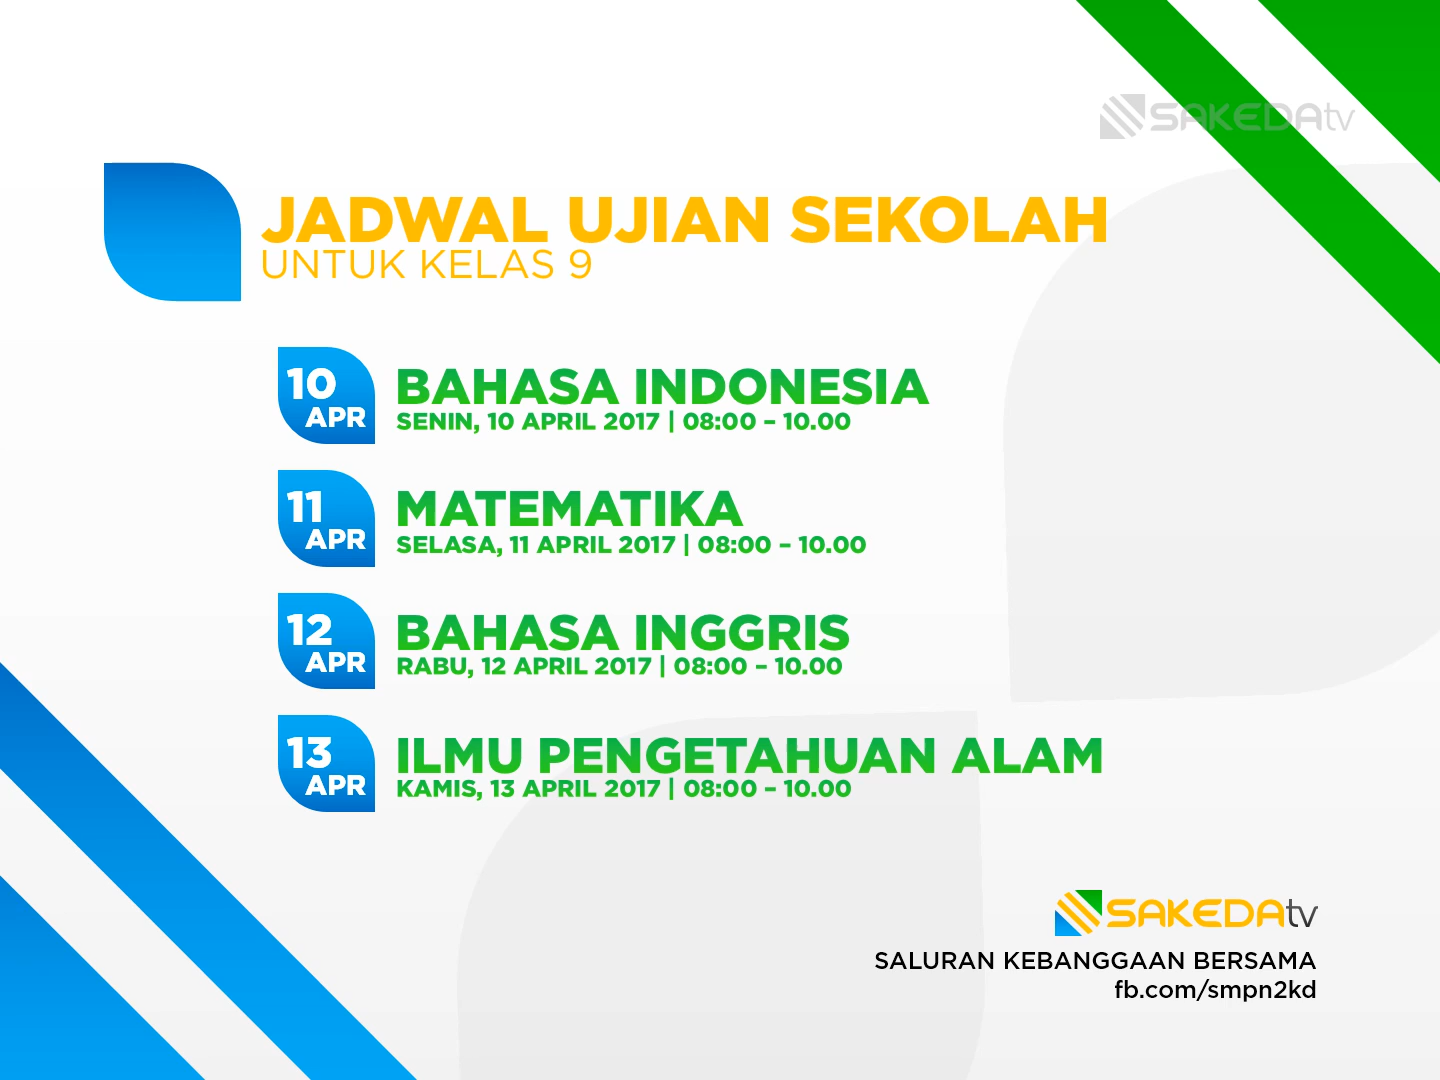 SAKEDAtv
JADWAL UJIAN SEKOLAH
UNTUK KELAS 9
10
APR
BAHASA INDONESIA
SENIN, 10 APRIL 2017 | 08:00 – 10.00
11
APR
MATEMATIKA
SELASA, 11 APRIL 2017 | 08:00 – 10.00
12
APR
BAHASA INGGRIS
RABU, 12 APRIL 2017 | 08:00 – 10.00
13
APR
ILMU PENGETAHUAN ALAM
KAMIS, 13 APRIL 2017 | 08:00 – 10.00
SAKEDAtv
SALURAN KEBANGGAAN BERSAMA
fb.com/smpn2kd